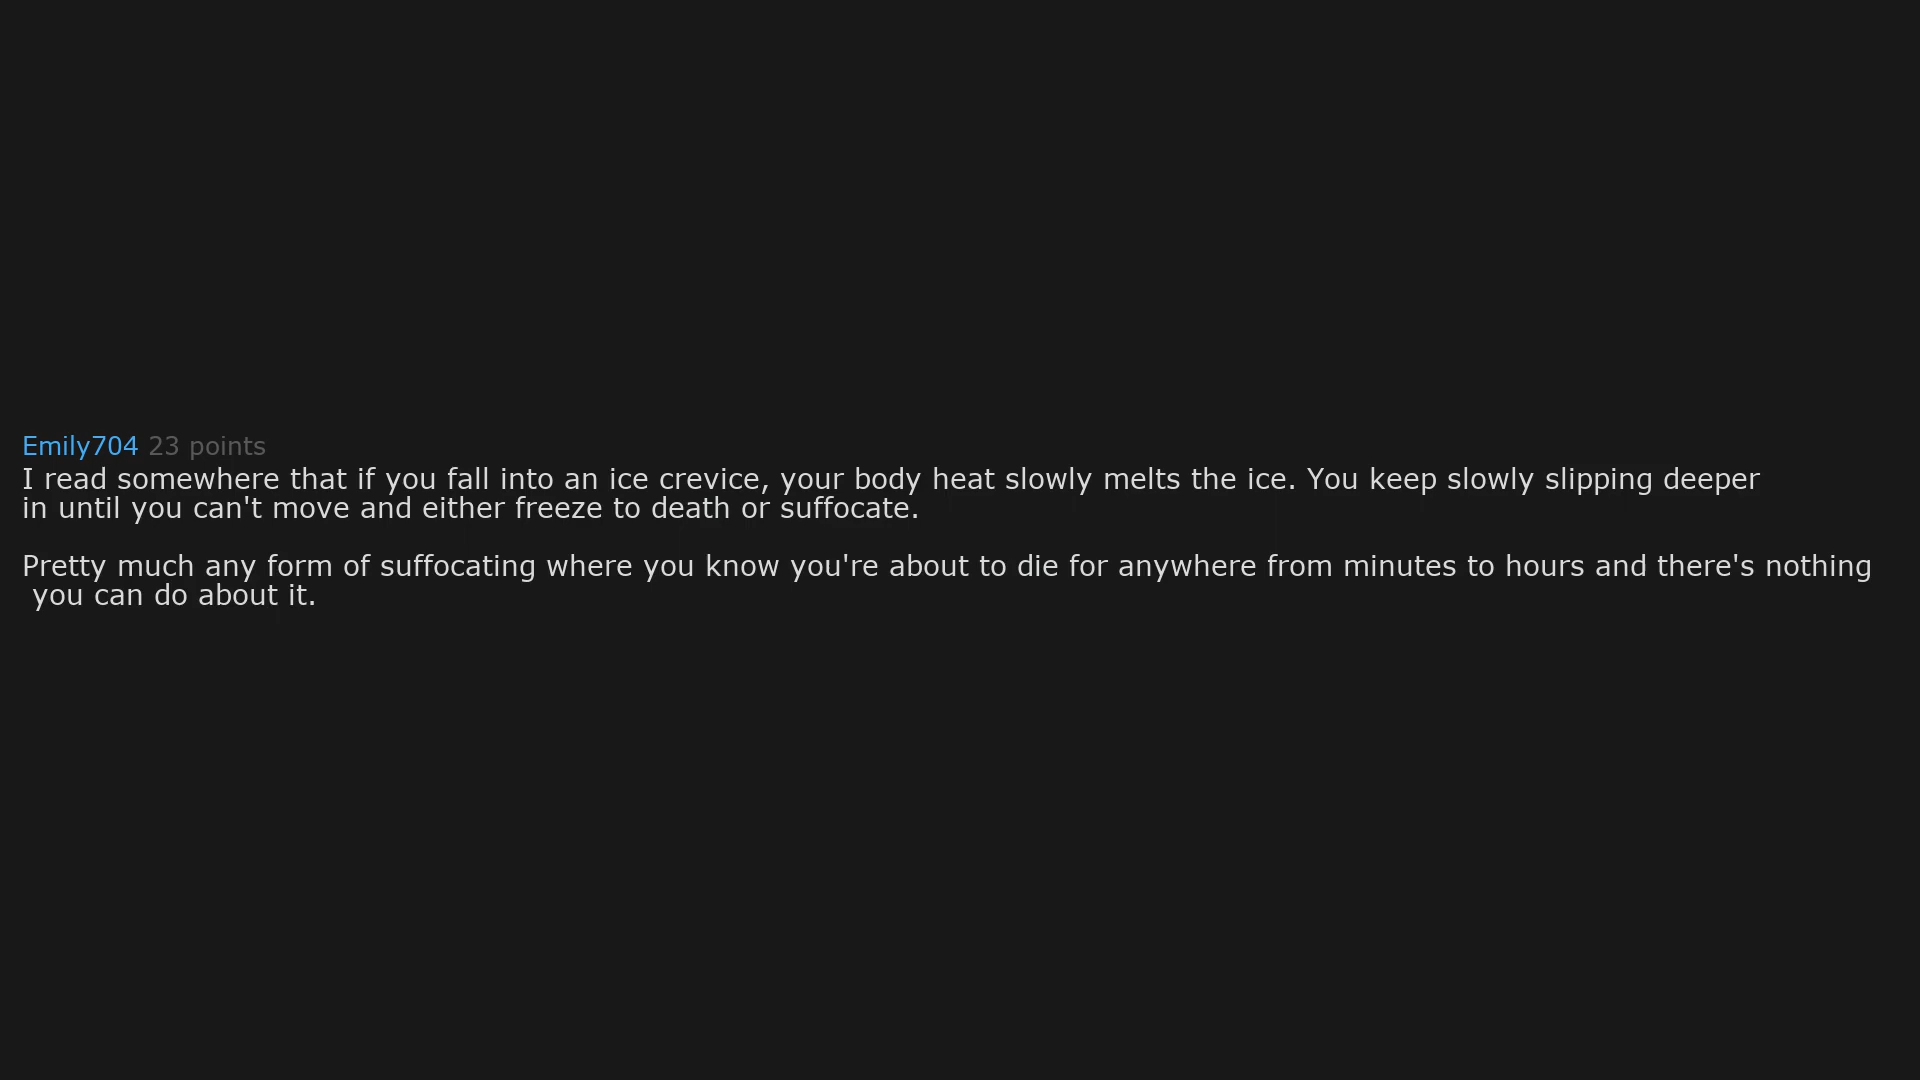 Emily704 23 points
I read somewhere that if you fall into an ice crevice, your body heat slowly melts the ice. You keep slowly slipping deeper
in until you can't move and either freeze to death or suffocate.
Pretty much any form of suffocating where you know you're about to die for anywhere from minutes to hours and there's nothing
you can do about it.